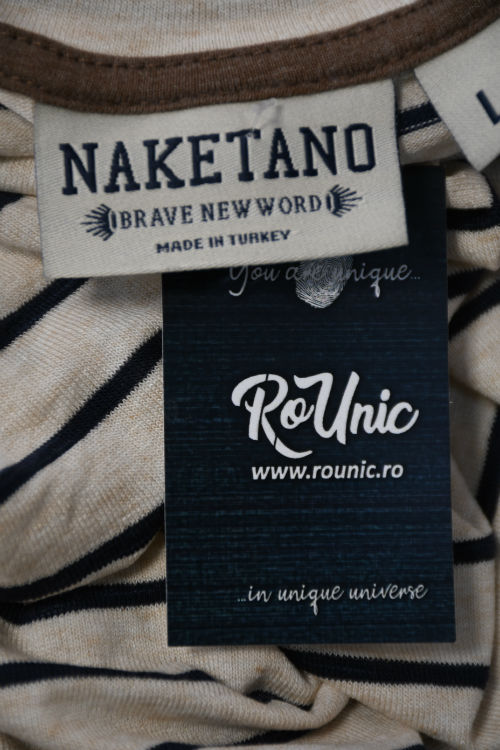 NAKETANO
BRAVE NEW WORD
MADE IN TURKEY
L
You are unique...
RoUnic
www.rounic.ro
...in unique universe